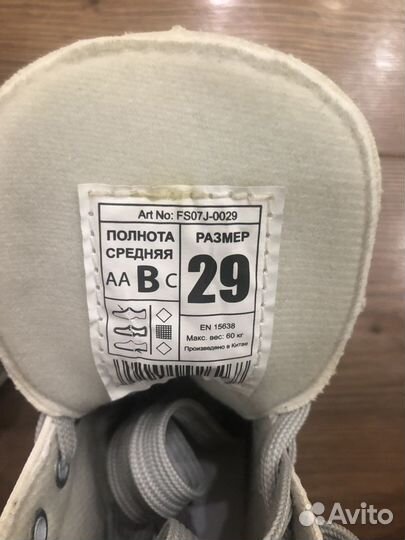 Art No: FS07J-0029
ПОЛНОТА
СРЕДНЯЯ
AA B C
РАЗМЕР
29
EN 15638
Макс. вес: 60 кг
Произведено в Китае
Avito